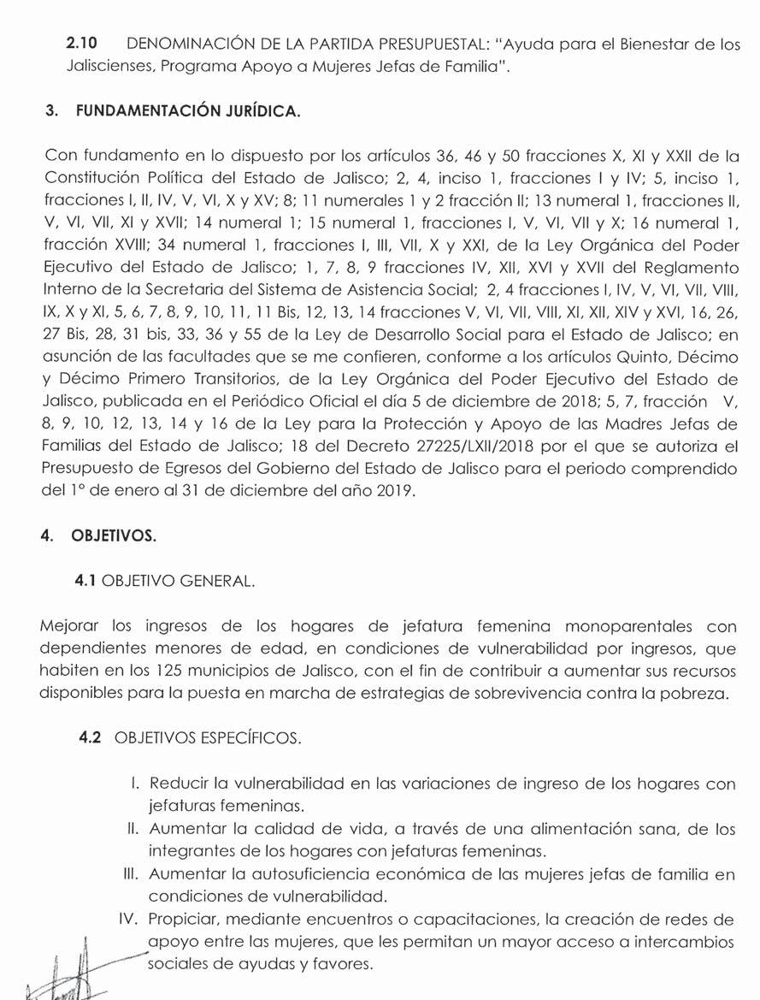 2.10 DENOMINACIÓN DE LA PARTIDA PRESUPUESTAL: "Ayuda para el Bienestar de los
Jaliscienses, Programa Apoyo a Mujeres Jefas de Familia".
3. FUNDAMENTACIÓN JURÍDICA.
Con fundamento en lo dispuesto por los artículos 36, 46 y 50 fracciones X, XI y XXII de la
Constitución Política del Estado de Jalisco; 2, 4, inciso 1, fracciones I y IV; 5, inciso 1,
fracciones I, II, IV, V, VI, X y XV; 8; 11 numerales 1 y 2 fracción II; 13 numeral 1, fracciones II,
V, VI, VII, XI y XVII; 14 numeral 1; 15 numeral 1, fracciones I, V, VI, VII y X; 16 numeral 1,
fracción XVIII; 34 numeral 1, fracciones I, III, VII, X y XXI, de la Ley Orgánica del Poder
Ejecutivo del Estado de Jalisco; 1, 7, 8, 9 fracciones IV, XII, XVI y XVII del Reglamento
Interno de la Secretaria del Sistema de Asistencia Social; 2, 4 fracciones I, IV, V, VI, VII, VIII,
IX, X y XI, 5, 6, 7, 8, 9, 10, 11, 11 Bis, 12, 13, 14 fracciones V, VI, VII, VIII, XI, XII, XIV y XVI, 16, 26,
27 Bis, 28, 31 bis, 33, 36 y 55 de la Ley de Desarrollo Social para el Estado de Jalisco; en
asunción de las facultades que se me confieren, conforme a los artículos Quinto, Décimo
y Décimo Primero Transitorios, de la Ley Orgánica del Poder Ejecutivo del Estado de
Jalisco, publicada en el Periódico Oficial el día 5 de diciembre de 2018; 5, 7, fracción V,
8, 9, 10, 12, 13, 14 y 16 de la Ley para la Protección y Apoyo de las Madres Jefas de
Familias del Estado de Jalisco; 18 del Decreto 27225/LXII/2018 por el que se autoriza el
Presupuesto de Egresos del Gobierno del Estado de Jalisco para el periodo comprendido
del 1° de enero al 31 de diciembre del año 2019.
4. OBJETIVOS.
4.1 OBJETIVO GENERAL.
Mejorar los ingresos de los hogares de jefatura femenina monoparentales con
dependientes menores de edad, en condiciones de vulnerabilidad por ingresos, que
habiten en los 125 municipios de Jalisco, con el fin de contribuir a aumentar sus recursos
disponibles para la puesta en marcha de estrategias de sobrevivencia contra la pobreza.
4.2 OBJETIVOS ESPECÍFICOS.
I. Reducir la vulnerabilidad en las variaciones de ingreso de los hogares con
jefaturas femeninas.
II. Aumentar la calidad de vida, a través de una alimentación sana, de los
integrantes de los hogares con jefaturas femeninas.
III. Aumentar la autosuficiencia económica de las mujeres jefas de familia en
condiciones de vulnerabilidad.
IV. Propiciar, mediante encuentros o capacitaciones, la creación de redes de
apoyo entre las mujeres, que les permitan un mayor acceso a intercambios
sociales de ayudas y favores.